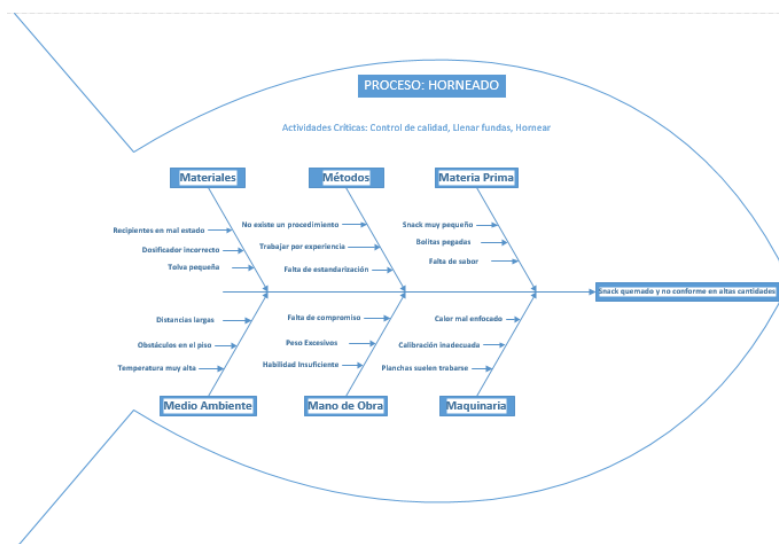 PROCESO: HORNEADO
Actividades Críticas: Control de calidad, Llenar fundas, Hornear
Materiales
Métodos
Materia Prima
Recipientes en mal estado
Dosificador incorrecto
Tolva pequeña
No existe un procedimiento
Trabajar por experiencia
Falta de estandarización
Snack muy pequeño
Bolitas pegadas
Falta de sabor
Snack quemado y no conforme en altas cantidades
Distancias largas
Obstáculos en el piso
Temperatura muy alta
Falta de compromiso
Peso Excesivos
Habilidad Insuficiente
Calor mal enfocado
Calibración inadecuada
Planchas suelen trabarse
Medio Ambiente
Mano de Obra
Maquinaria